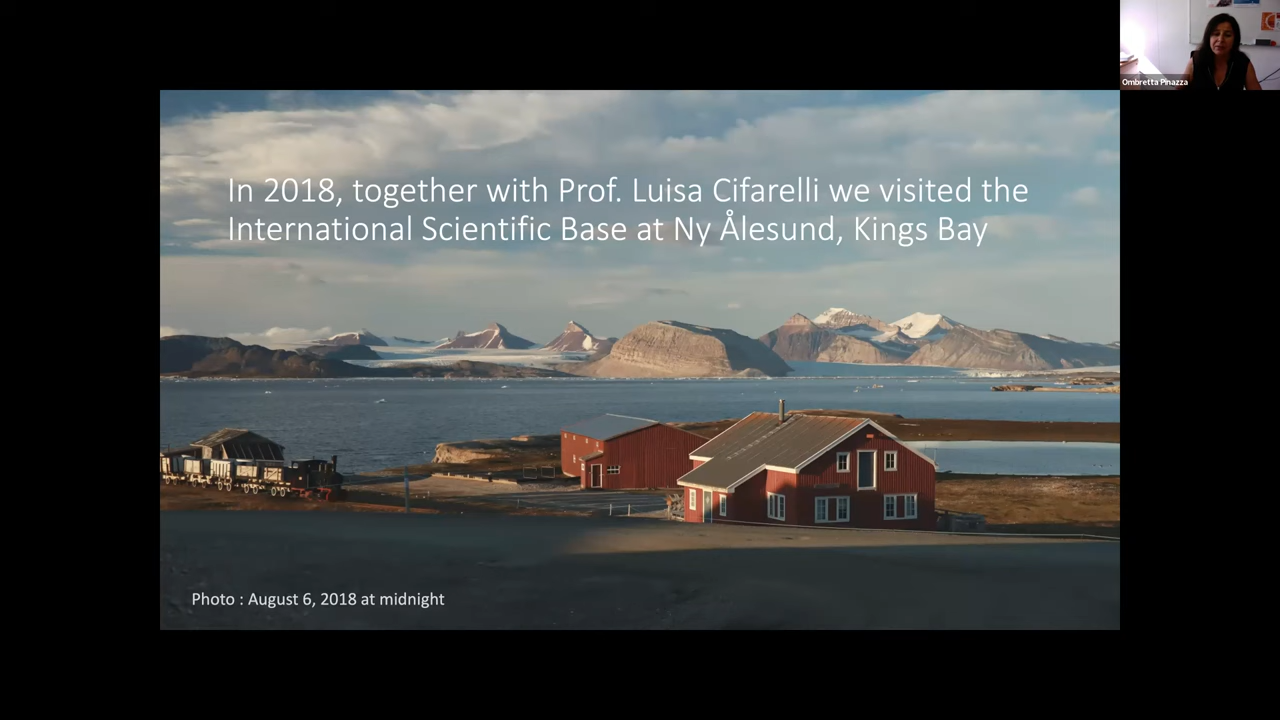 Ombretta Pinazza
In 2018, together with Prof. Luisa Cifarelli we visited the
International Scientific Base at Ny Ålesund, Kings Bay
Photo : August 6, 2018 at midnight